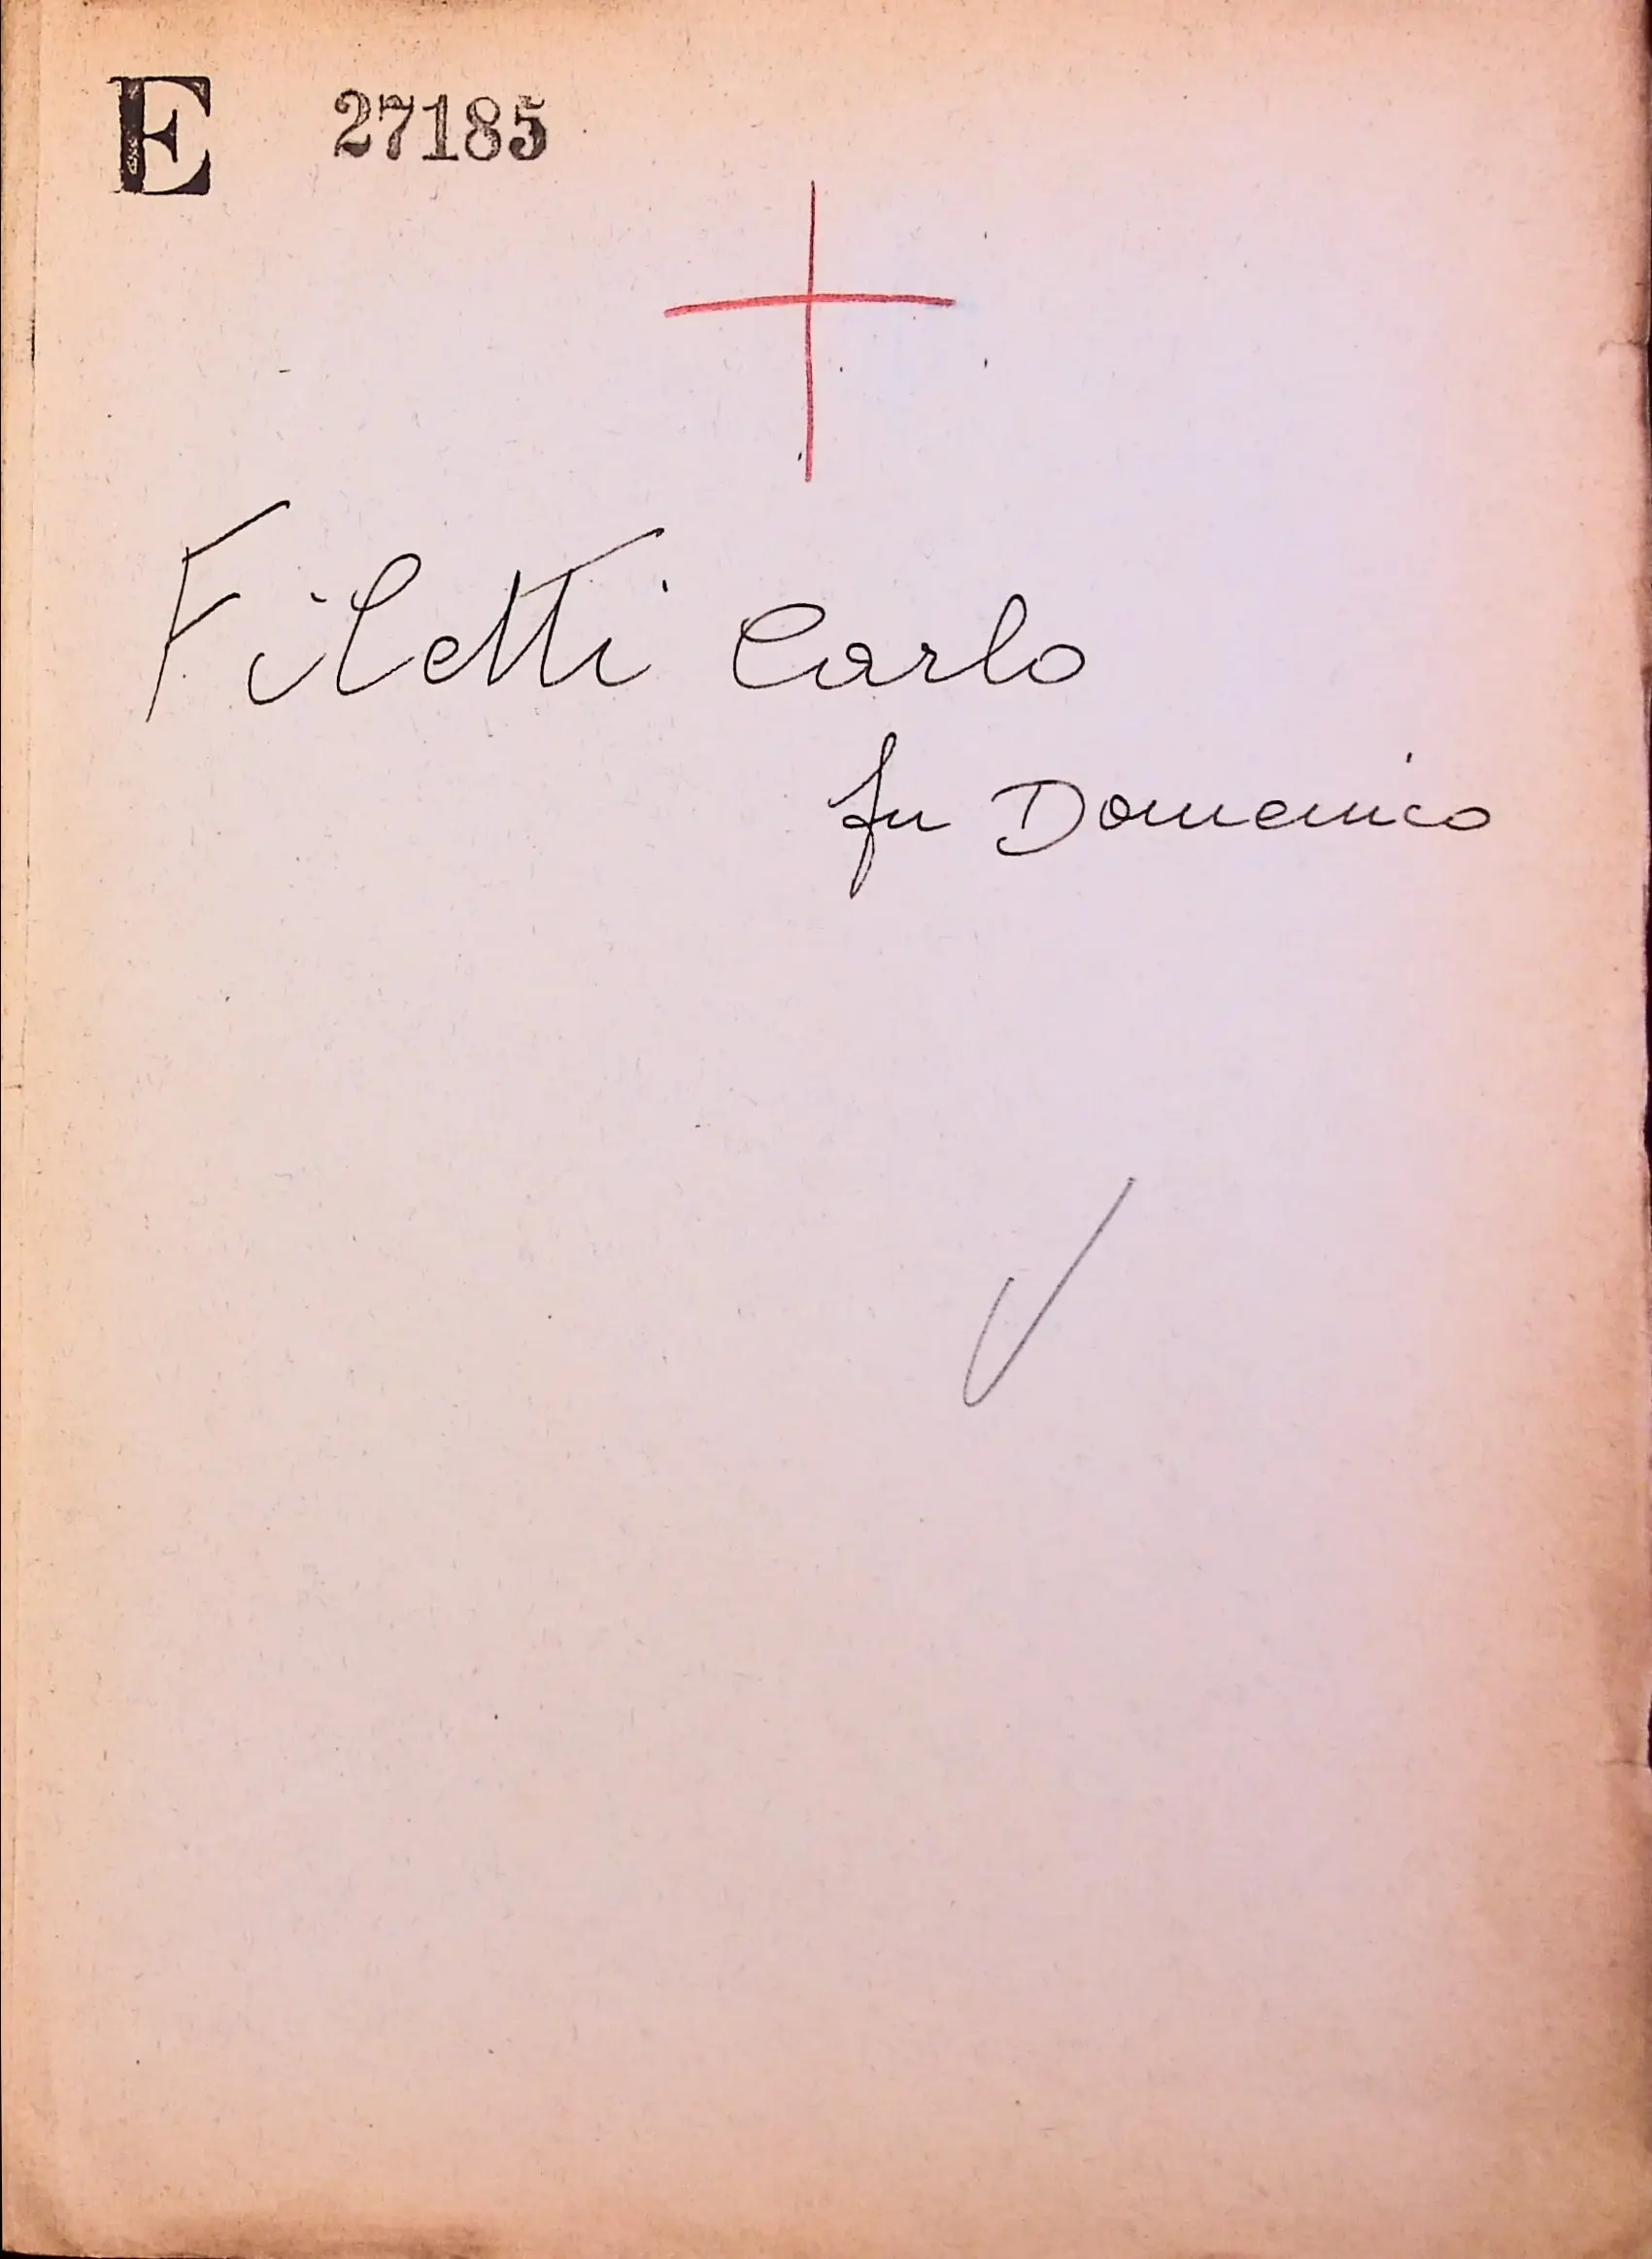 E 27185
Filetti Carlo
fu Domenico